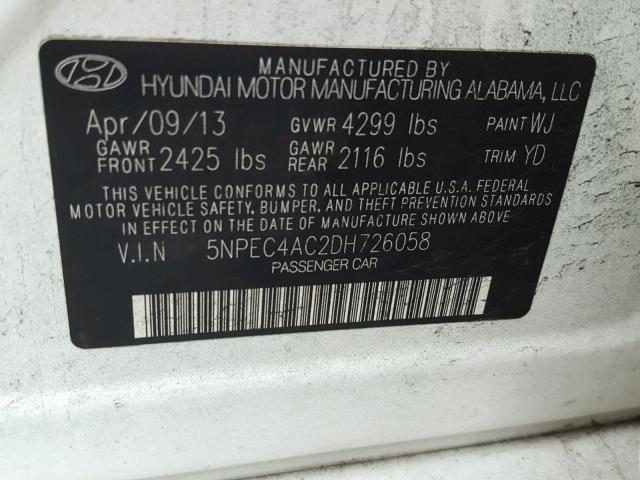 MANUFACTURED BY
HYUNDAI MOTOR MANUFACTURING ALABAMA, LLC
Apr/09/13 GVWR 4299 lbs PAINT WJ
GAWR FRONT 2425 lbs GAWR REAR 2116 lbs TRIM YD
THIS VEHICLE CONFORMS TO ALL APPLICABLE U.S.A. FEDERAL
MOTOR VEHICLE SAFETY, BUMPER, AND THEFT PREVENTION STANDARDS
IN EFFECT ON THE DATE OF MANUFACTURE SHOWN ABOVE
V.I.N 5NPEC4AC2DH726058
PASSENGER CAR